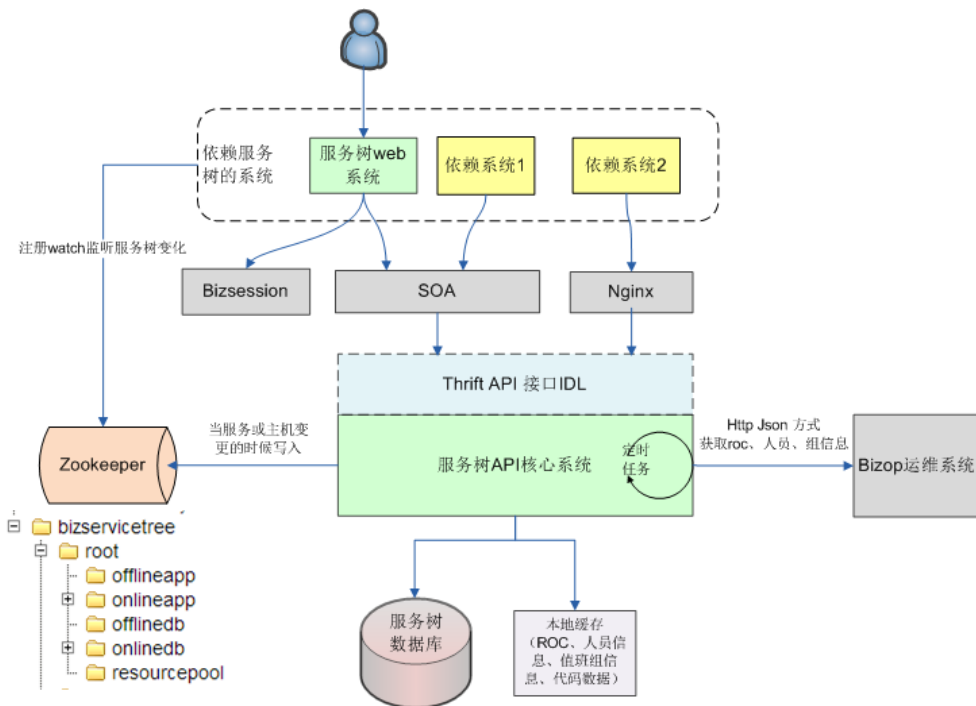 依赖服务
树的系统
服务树web
系统
依赖系统1
依赖系统2
注册watch监听服务树变化
Bizsession
SOA
Nginx
Thrift API 接口IDL
当服务或主机变
更的时候写入
Zookeeper
服务树API核心系统
定时
任务
Http Json 方式
获取roc、人员、组信息
Bizop运维系统
bizservicetree
root
offlineapp
onlineapp
offlinedb
onlinedb
resourcepool
服务树
数据库
本地缓存
(ROC、人员信
息、值班组信
息、代码数据)